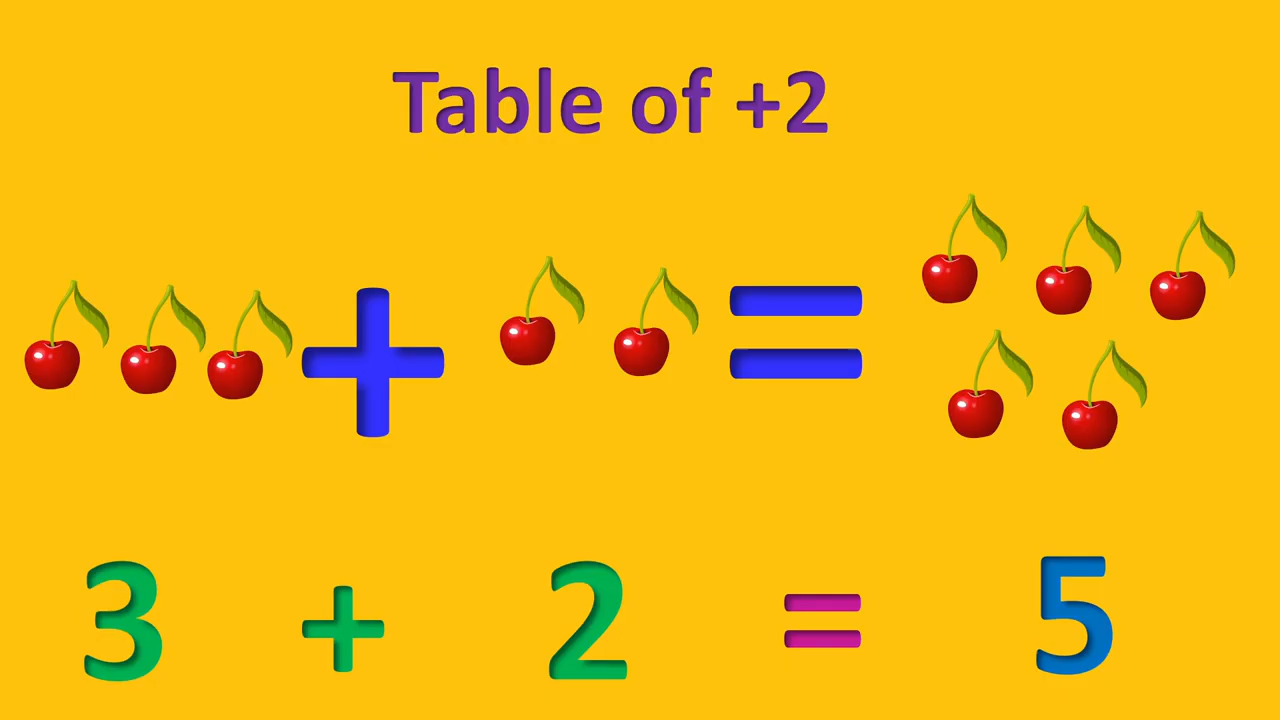 Table of +2
+ =
3 + 2 = 5